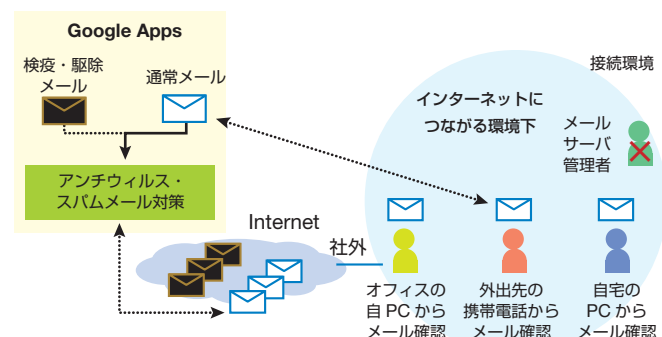 Google Apps
検疫・駆除
メール
通常メール
アンチウィルス・
スパムメール対策
Internet
社外
接続環境
インターネットに
つながる環境下
メール
サーバ
管理者
オフィスの
自 PC から
メール確認
外出先の
携帯電話から
メール確認
自宅の
PC から
メール確認